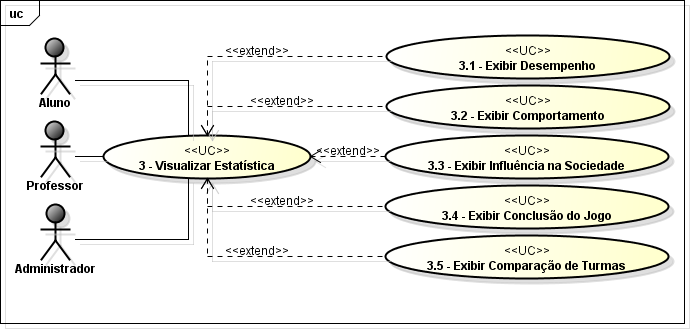 uc
Aluno
Professor
Administrador
<<UC>>
3 - Visualizar Estatística
<<extend>>
<<UC>>
3.1 - Exibir Desempenho
<<extend>>
<<UC>>
3.2 - Exibir Comportamento
<<extend>>
<<UC>>
3.3 - Exibir Influência na Sociedade
<<extend>>
<<UC>>
3.4 - Exibir Conclusão do Jogo
<<extend>>
<<UC>>
3.5 - Exibir Comparação de Turmas